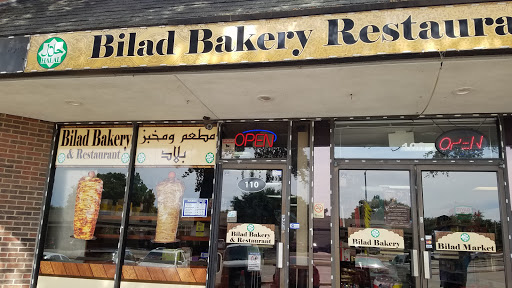 حلال
HALAL
Bilad Bakery Restaura
Bilad Bakery
& Restaurant
مطعم ومخبز
بلاد
OPEN
OPEN
110
Bilad Bakery
& Restaurant
Bilad Bakery
Bilad Market